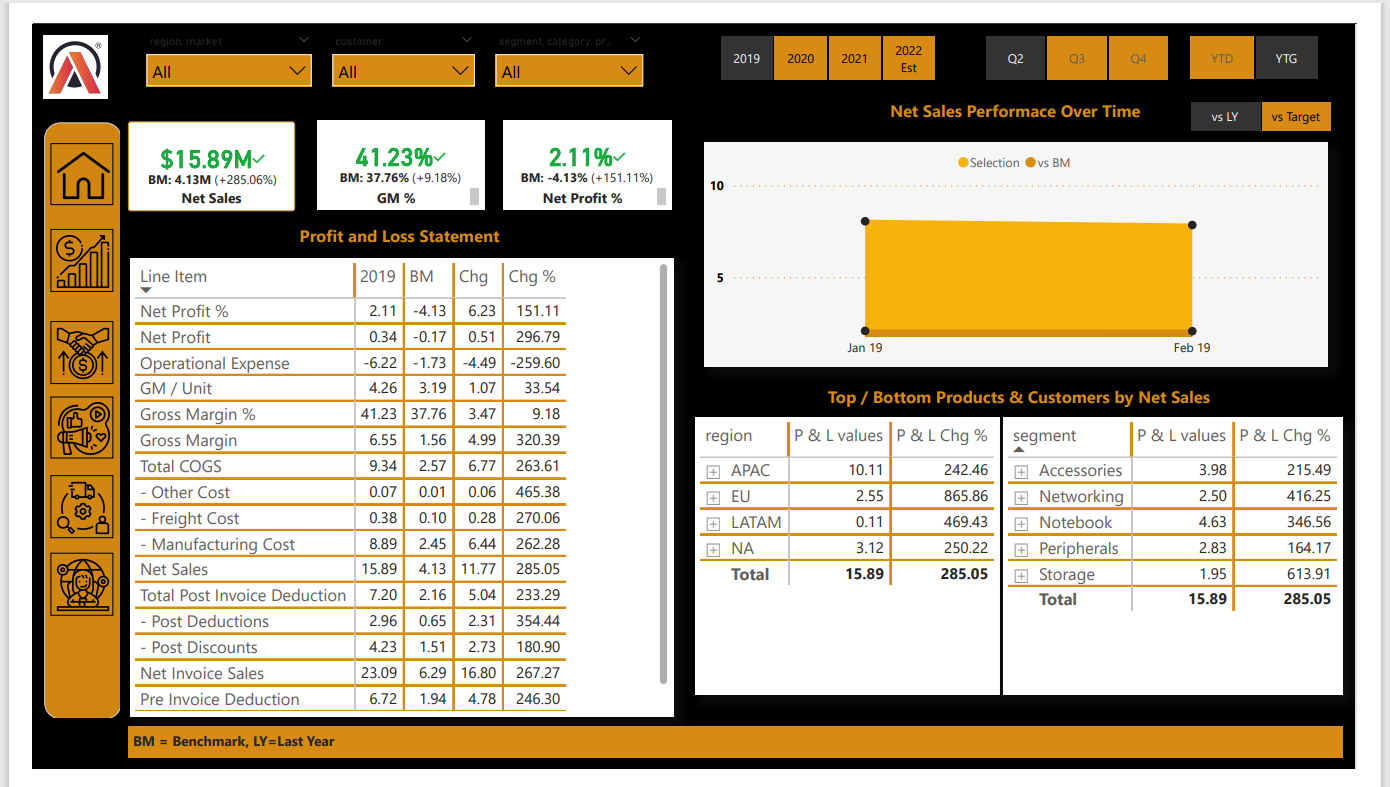 region, market
All
customer
All
segment, category, pr...
All
2019
2020
2021
2022
Est
Q2
Q3
Q4
YTD
YTG
Net Sales Performace Over Time
vs LY
vs Target
$15.89M
BM: 4.13M (+285.06%)
Net Sales
41.23%
BM: 37.76% (+9.18%)
GM %
2.11%
BM: -4.13% (+151.11%)
Net Profit %
Selection vs BM
10
5
Jan 19 Feb 19
Profit and Loss Statement
Line Item 2019 BM Chg Chg %
Net Profit % 2.11 -4.13 6.23 151.11
Net Profit 0.34 -0.17 0.51 296.79
Operational Expense -6.22 -1.73 -4.49 -259.60
GM / Unit 4.26 3.19 1.07 33.54
Gross Margin % 41.23 37.76 3.47 9.18
Gross Margin 6.55 1.56 4.99 320.39
Total COGS 9.34 2.57 6.77 263.61
- Other Cost 0.07 0.01 0.06 465.38
- Freight Cost 0.38 0.10 0.28 270.06
- Manufacturing Cost 8.89 2.45 6.44 262.28
Net Sales 15.89 4.13 11.77 285.05
Total Post Invoice Deduction 7.20 2.16 5.04 233.29
- Post Deductions 2.96 0.65 2.31 354.44
- Post Discounts 4.23 1.51 2.73 180.90
Net Invoice Sales 23.09 6.29 16.80 267.27
Pre Invoice Deduction 6.72 1.94 4.78 246.30
Top / Bottom Products & Customers by Net Sales
region P & L values P & L Chg %
APAC 10.11 242.46
EU 2.55 865.86
LATAM 0.11 469.43
NA 3.12 250.22
Total 15.89 285.05
segment P & L values P & L Chg %
Accessories 3.98 215.49
Networking 2.50 416.25
Notebook 4.63 346.56
Peripherals 2.83 164.17
Storage 1.95 613.91
Total 15.89 285.05
BM = Benchmark, LY=Last Year